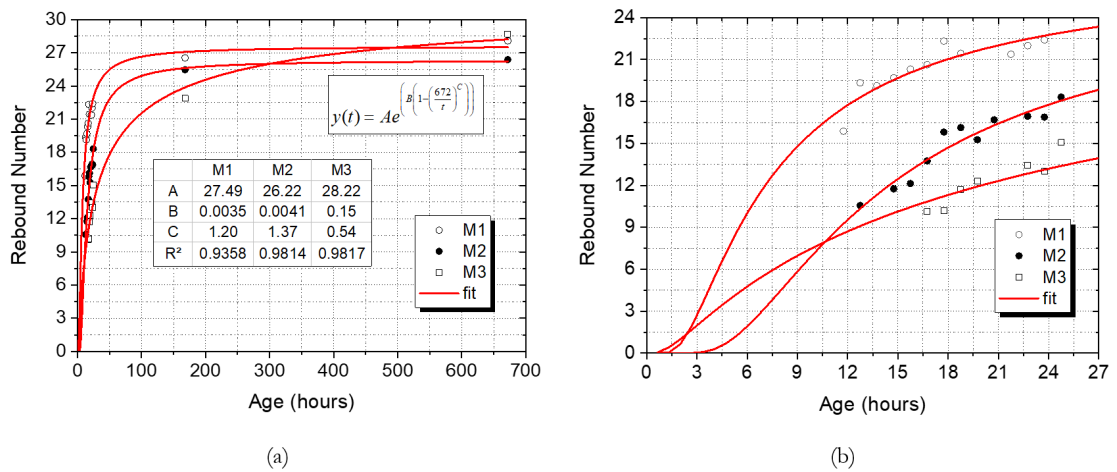 30
27
24
21
18
15
12
9
6
3
0
Rebound Number
0 100 200 300 400 500 600 700
Age (hours)
y(t) = Ae^(B(1-(672/t)^C))
M1 M2 M3
A 27.49 26.22 28.22
B 0.0035 0.0041 0.15
C 1.20 1.37 0.54
R² 0.9358 0.9814 0.9817
M1
M2
M3
fit
(a)
24
21
18
15
12
9
6
3
0
Rebound Number
0 3 6 9 12 15 18 21 24 27
Age (hours)
M1
M2
M3
fit
(b)